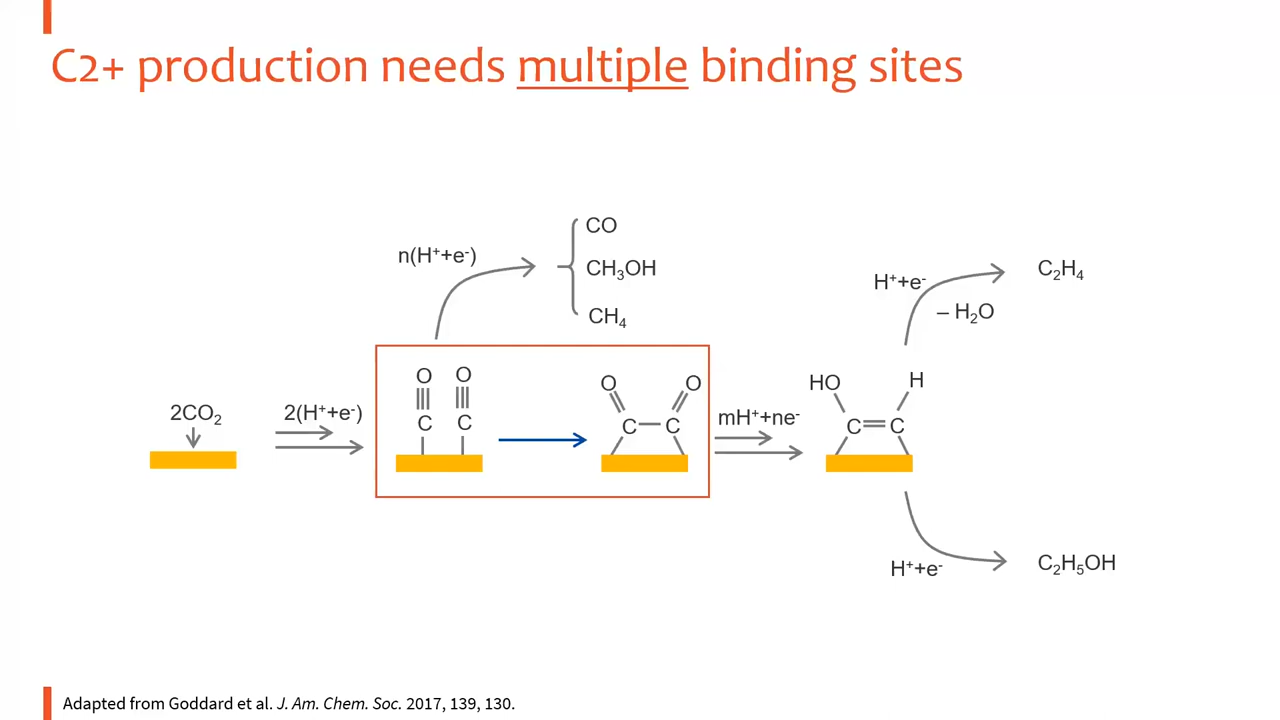 C2+ production needs multiple binding sites
n(H⁺+e⁻)
CO
CH₃OH
CH₄
H⁺+e⁻
– H₂O
C₂H₄
2CO₂
2(H⁺+e⁻)
O O
C C
O O
C C
mH⁺+ne⁻
HO H
C C
H⁺+e⁻
C₂H₅OH
Adapted from Goddard et al. J. Am. Chem. Soc. 2017, 139, 130.